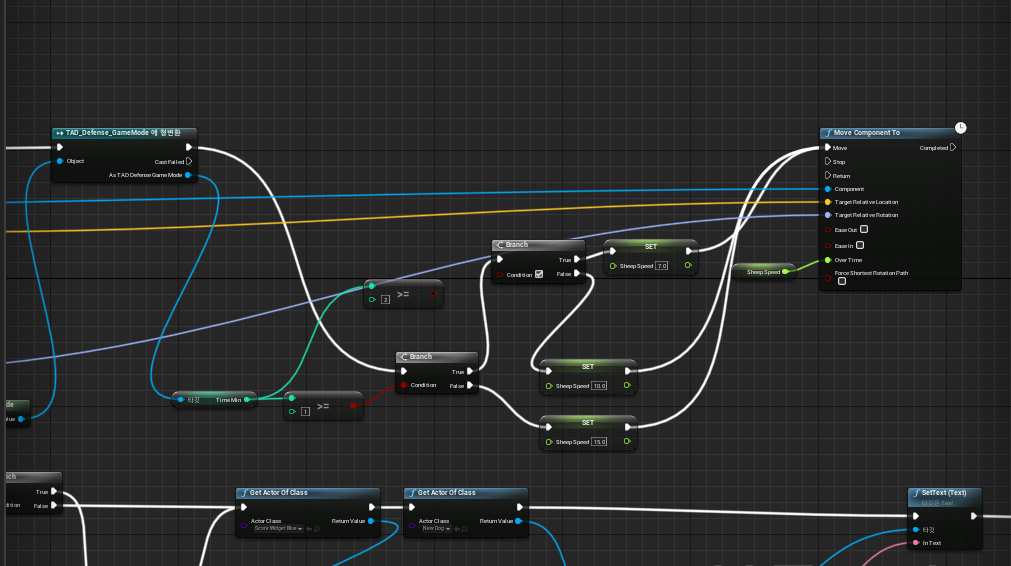 TAD_Defense_GameMode 에 형변환
Object
Cast Failed
As TAD Defense Game Mode
Move Component To
Move
Completed
Stop
Return
Component
Target Relative Location
Target Relative Rotation
Ease Out
Ease In
Over Time
Force Shortest Rotation Path
Branch
True
Condition
False
SET
Sheep Speed 7.0
Sheep Speed
>=
2
Branch
True
Condition
False
SET
Sheep Speed 10.0
타깃
Time Min
>=
1
SET
Sheep Speed 15.0
de
alue
nch
True
dition
False
Get Actor Of Class
Actor Class
Return Value
Score Widget Blue
Get Actor Of Class
Actor Class
Return Value
New Dog
SetText (Text)
타깃은 Text
타깃
In Text